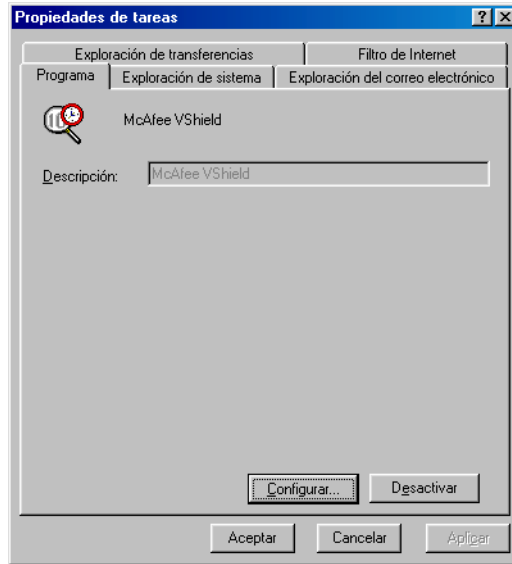 Propiedades de tareas
Exploración de transferencias Filtro de Internet
Programa Exploración de sistema Exploración del correo electrónico
McAfee VShield
Descripción: McAfee VShield
Configurar... Desactivar
Aceptar Cancelar Aplicar